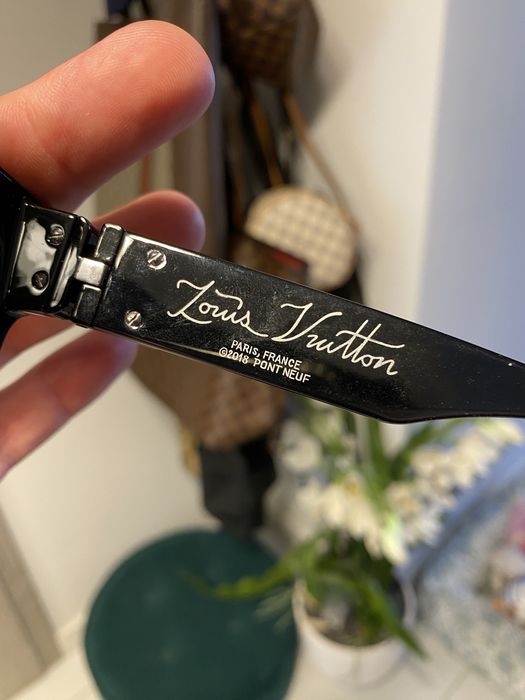 Louis Vuitton
PARIS, FRANCE
©2018 PONT NEUF